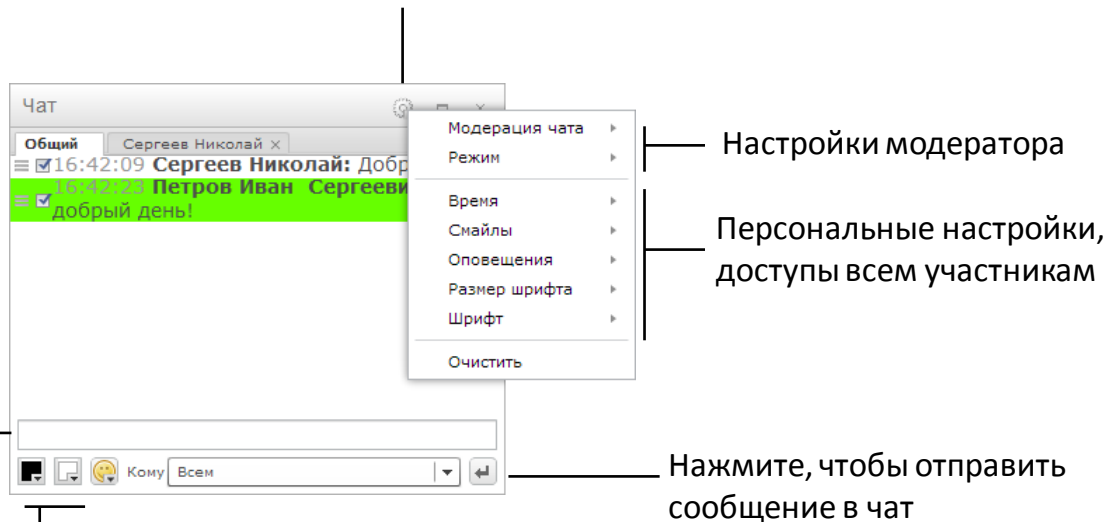 Чат
Общий
Сергеев Николай ×
16:42:09 Сергеев Николай: Добр
16:42:23 Петров Иван Сергееви
добрый день!
Модерация чата
Режим
Время
Смайлы
Оповещения
Размер шрифта
Шрифт
Очистить
Настройки модератора
Персональные настройки,
доступы всем участникам
Кому
Всем
Нажмите, чтобы отправить
сообщение в чат